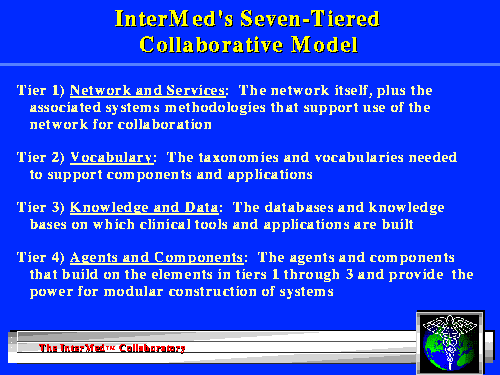 InterMed's Seven-Tiered
Collaborative Model
Tier 1) Network and Services: The network itself, plus the
associated systems methodologies that support use of the
network for collaboration
Tier 2) Vocabulary: The taxonomies and vocabularies needed
to support components and applications
Tier 3) Knowledge and Data: The databases and knowledge
bases on which clinical tools and applications are built
Tier 4) Agents and Components: The agents and components
that build on the elements in tiers 1 through 3 and provide the
power for modular construction of systems
The InterMed™ Collaboratory